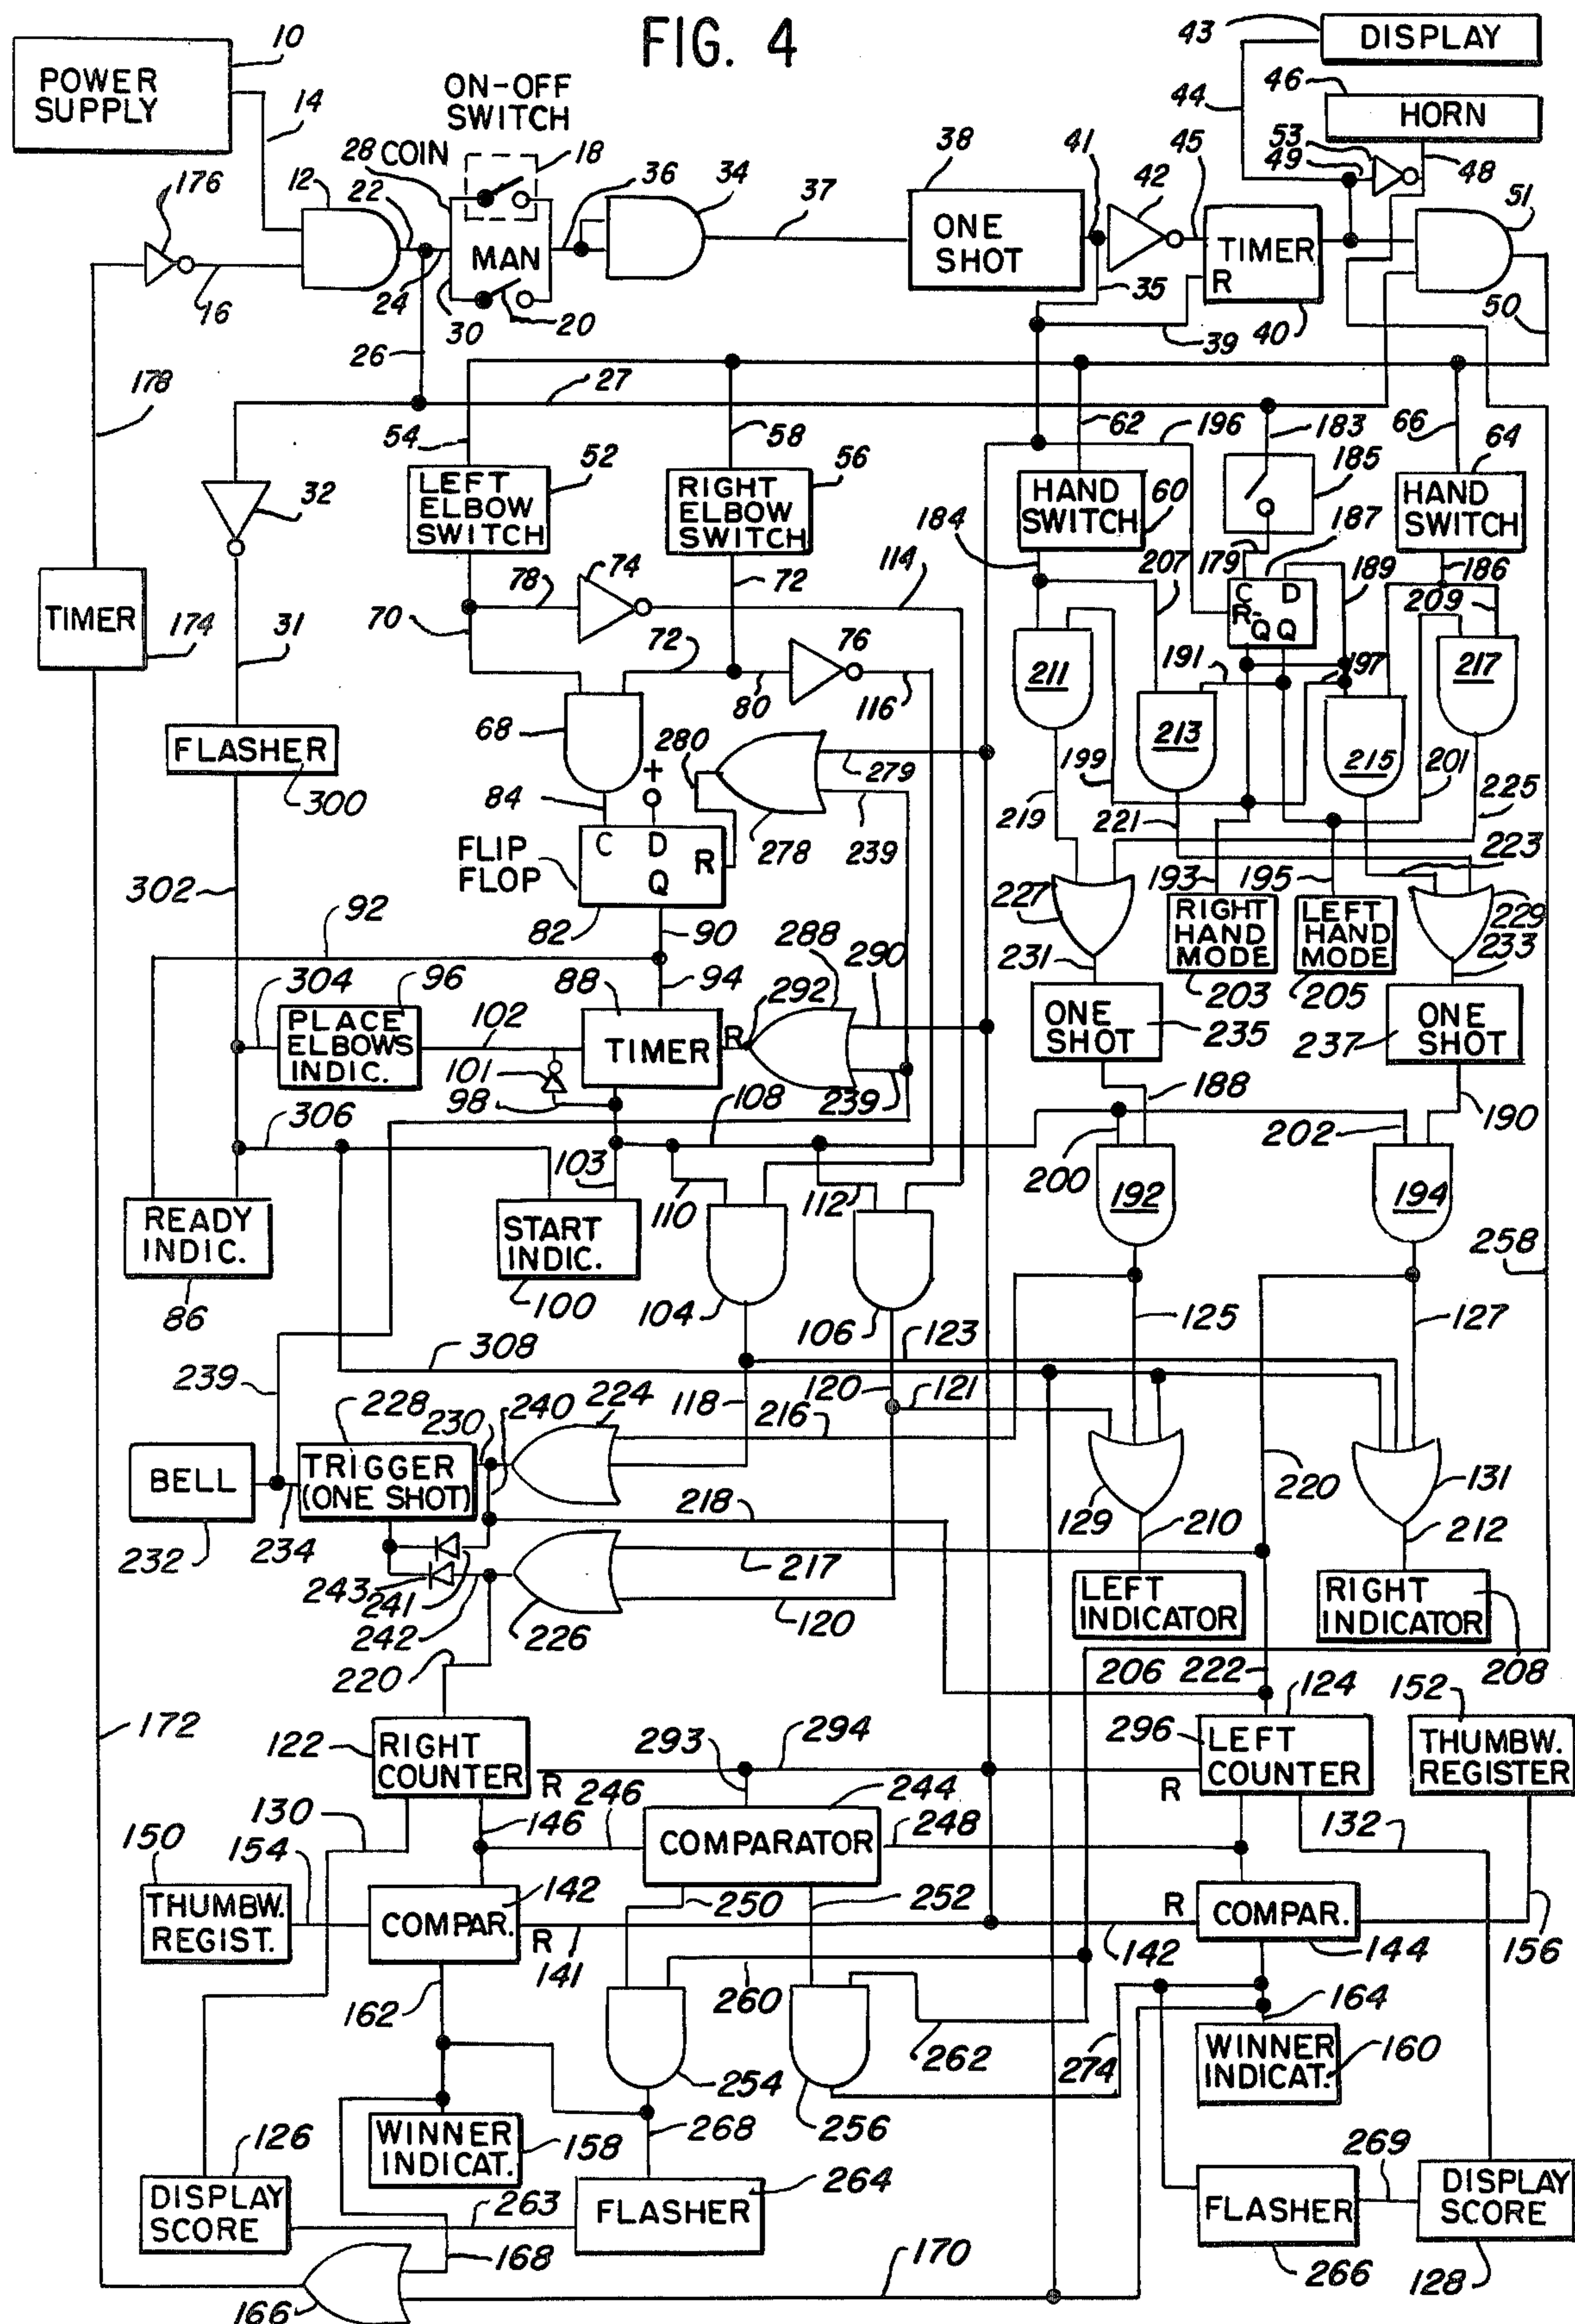 FIG. 4
10
POWER
SUPPLY
14
ON-OFF
SWITCH
43
DISPLAY
44
46
HORN
53
49
48
28 COIN
18
176
12
22
36
34
37
38
ONE
SHOT
41
42
45
TIMER
R
51
MAN
16
24
30
20
26
35
39
40
50
178
27
54
58
62
196
183
66
64
32
LEFT
ELBOW
SWITCH
52
RIGHT
ELBOW
SWITCH
56
HAND
SWITCH
60
185
HAND
SWITCH
184
187
179
207
189
186
209
TIMER
174
31
78
74
72
114
70
72
76
80
116
C D
R Q Q
211
191
197
217
213
215
68
280
+
279
199
201
FLASHER
300
84
278
239
219
221
225
223
FLIP
FLOP
C D R
Q
82
90
302
92
227
193
195
229
RIGHT
HAND
MODE
203
LEFT
HAND
MODE
205
231
233
304
96
94
88
288
290
292
PLACE
ELBOWS
INDIC.
102
TIMER
R
101
98
239
ONE
SHOT
235
237
ONE
SHOT
188
190
306
108
103
200
202
110
112
192
194
READY
INDIC.
86
START
INDIC.
100
104
106
258
125
127
308
123
239
118
120
121
228
230
240
224
216
BELL
232
234
TRIGGER
(ONE SHOT)
218
220
129
131
210
212
243
241
242
226
217
120
LEFT
INDICATOR
206
RIGHT
INDICATOR
208
220
222
172
122
RIGHT
COUNTER
R
293
294
296
LEFT
COUNTER
R
124
152
THUMBW.
REGISTER
130
146
246
244
COMPARATOR
248
132
150
154
THUMBW.
REGIST.
142
COMPAR.
R
141
250
252
142
R
COMPAR.
144
156
162
260
262
274
164
254
256
WINNER
INDICAT.
160
126
WINNER
INDICAT.
158
268
269
DISPLAY
SCORE
263
FLASHER
264
FLASHER
266
DISPLAY
SCORE
128
168
170
166